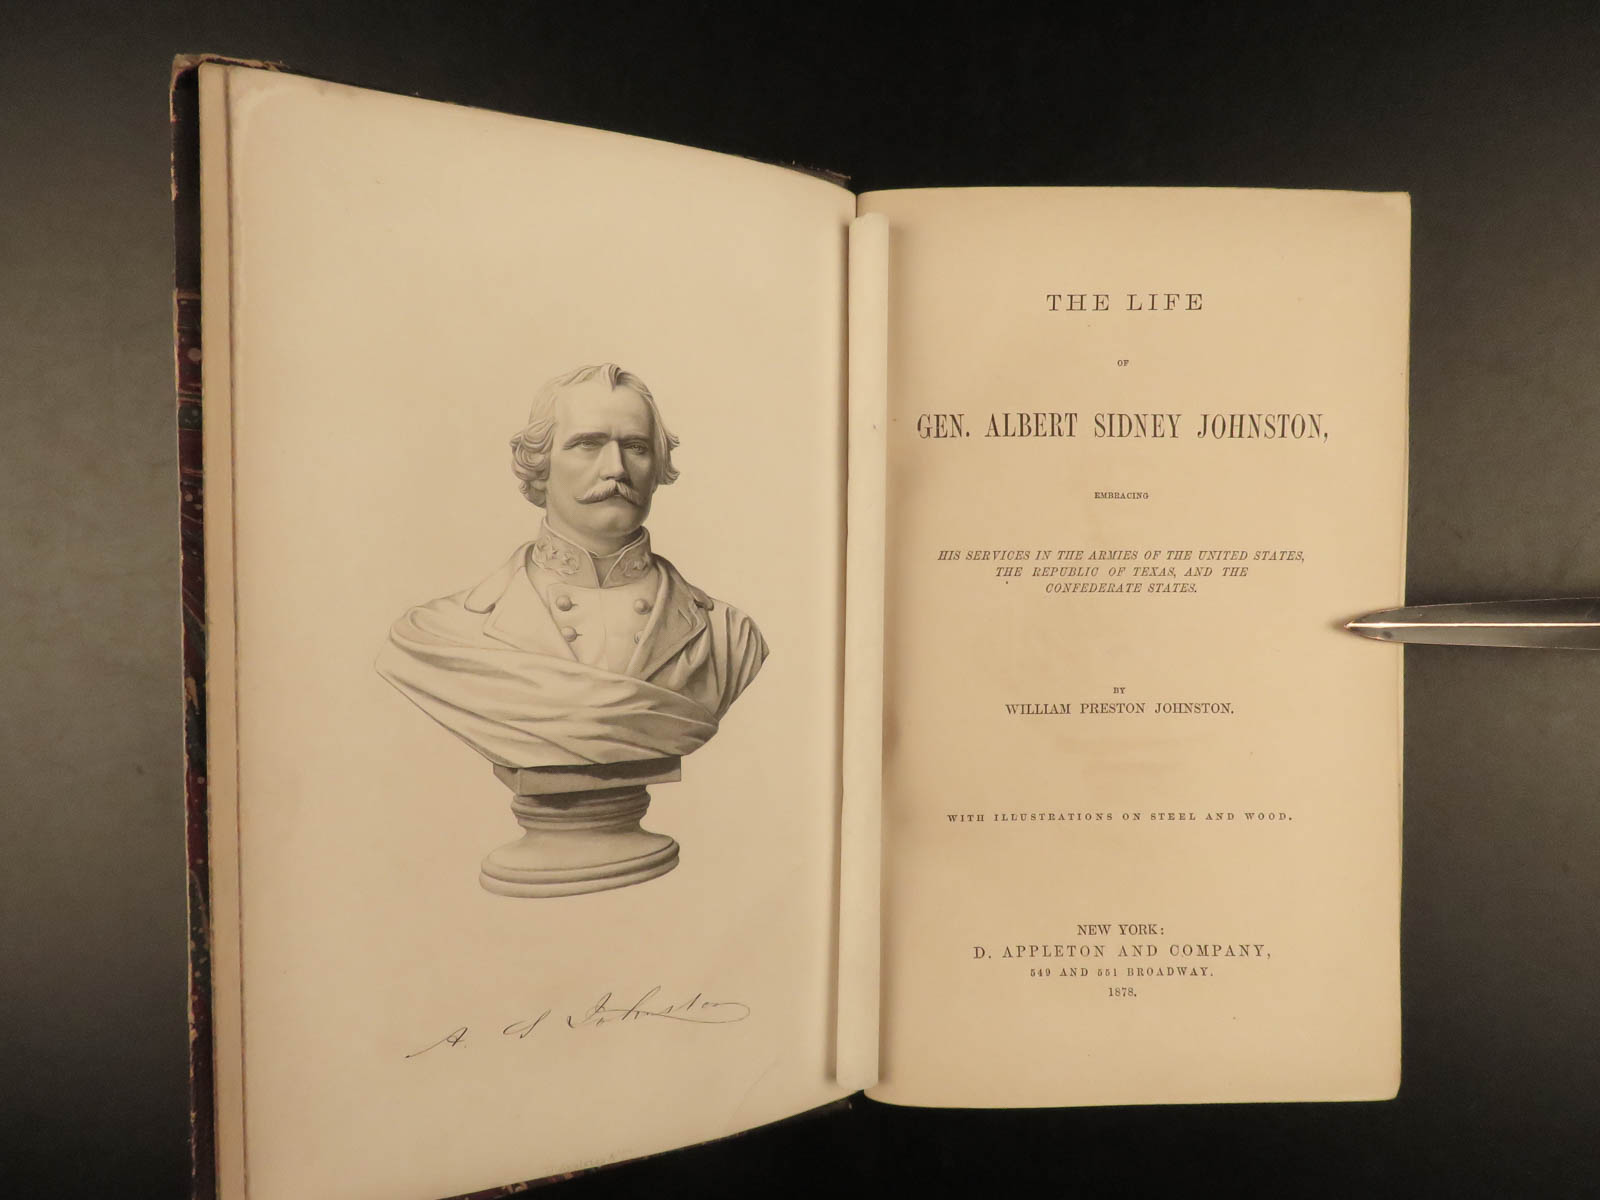 A. S Johnston
THE LIFE
OF
GEN. ALBERT SIDNEY JOHNSTON,
EMBRACING
HIS SERVICES IN THE ARMIES OF THE UNITED STATES,
THE REPUBLIC OF TEXAS, AND THE
CONFEDERATE STATES.
BY
WILLIAM PRESTON JOHNSTON.
WITH ILLUSTRATIONS ON STEEL AND WOOD.
NEW YORK:
D. APPLETON AND COMPANY,
549 AND 551 BROADWAY.
1878.